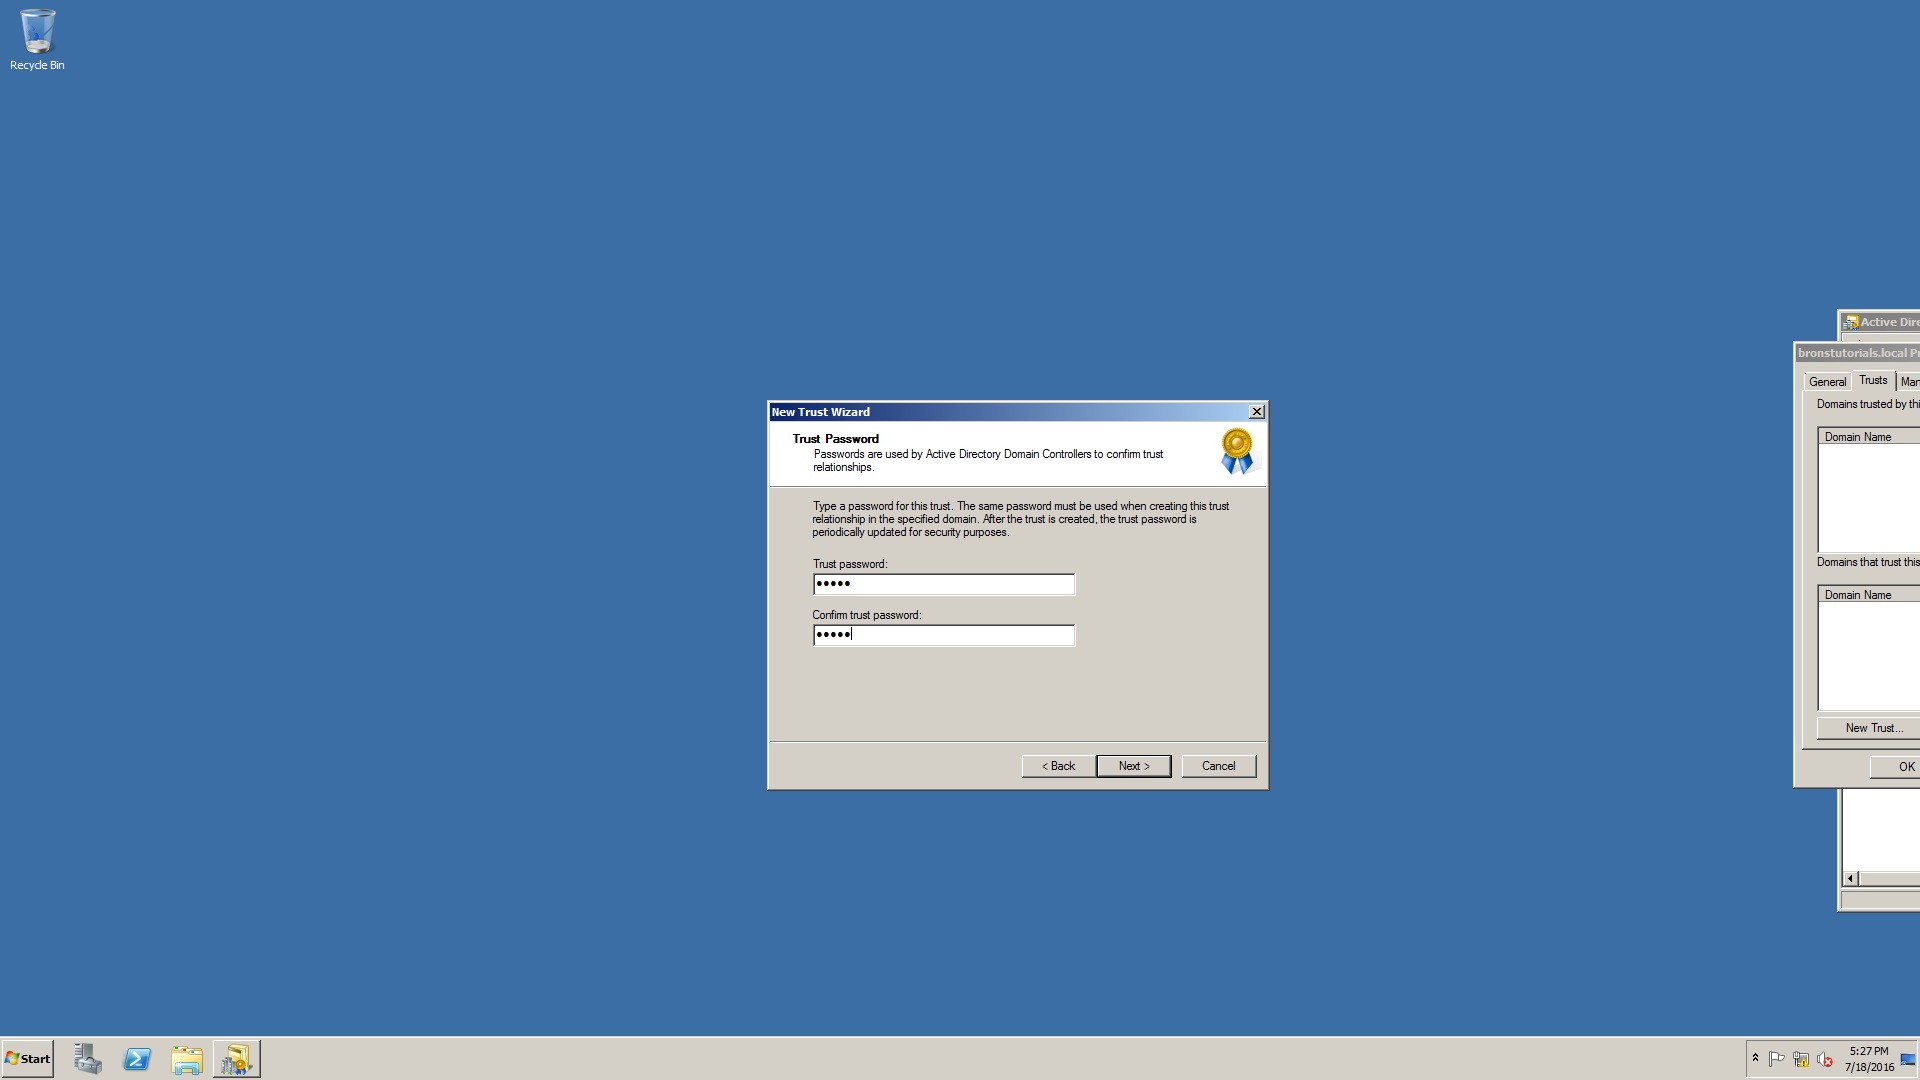 Recycle Bin
New Trust Wizard
Trust Password
Passwords are used by Active Directory Domain Controllers to confirm trust
relationships.
Type a password for this trust. The same password must be used when creating this trust
relationship in the specified domain. After the trust is created, the trust password is
periodically updated for security purposes.
Trust password:
•••••
Confirm trust password:
•••••
< Back
Next >
Cancel
Active Dire
bronstutorials.local Pr
General
Trusts
Man
Domains trusted by thi
Domain Name
Domains that trust this
Domain Name
New Trust...
OK
Start
5:27 PM
7/18/2016